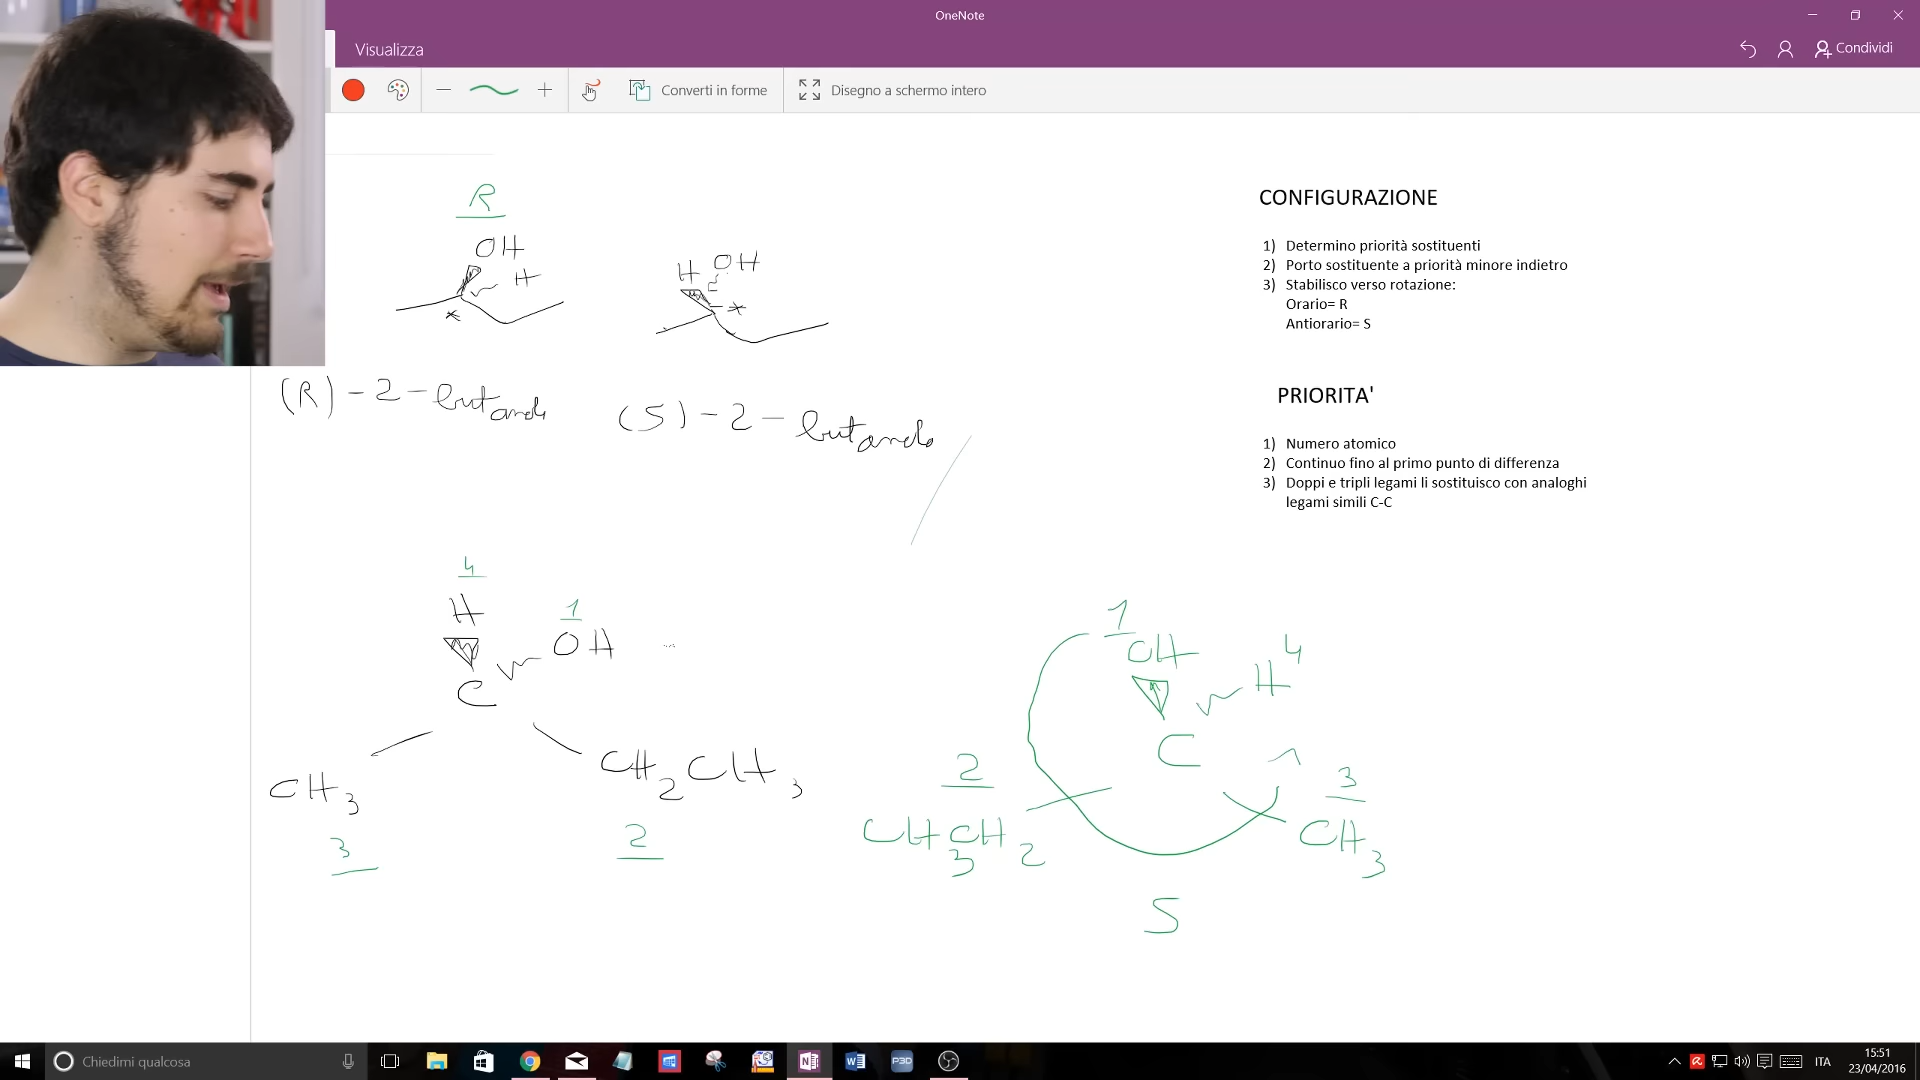 OneNote
Visualizza
Condividi
Converti in forme
Disegno a schermo intero
R
OH
H
*
H OH
*
(R)-2-butanolo
(S)-2-butanolo
CONFIGURAZIONE
1) Determino priorità sostituenti
2) Porto sostituente a priorità minore indietro
3) Stabilisco verso rotazione:
Orario= R
Antiorario= S
PRIORITA'
1) Numero atomico
2) Continuo fino al primo punto di differenza
3) Doppi e tripli legami li sostituisco con analoghi
legami simili C-C
4
H
1
OH
C
CH3
CH2CH3
3
2
1
OH
H 4
C
2
CH3CH2
3
CH3
S
Chiedimi qualcosa
ITA
15:51
23/04/2016